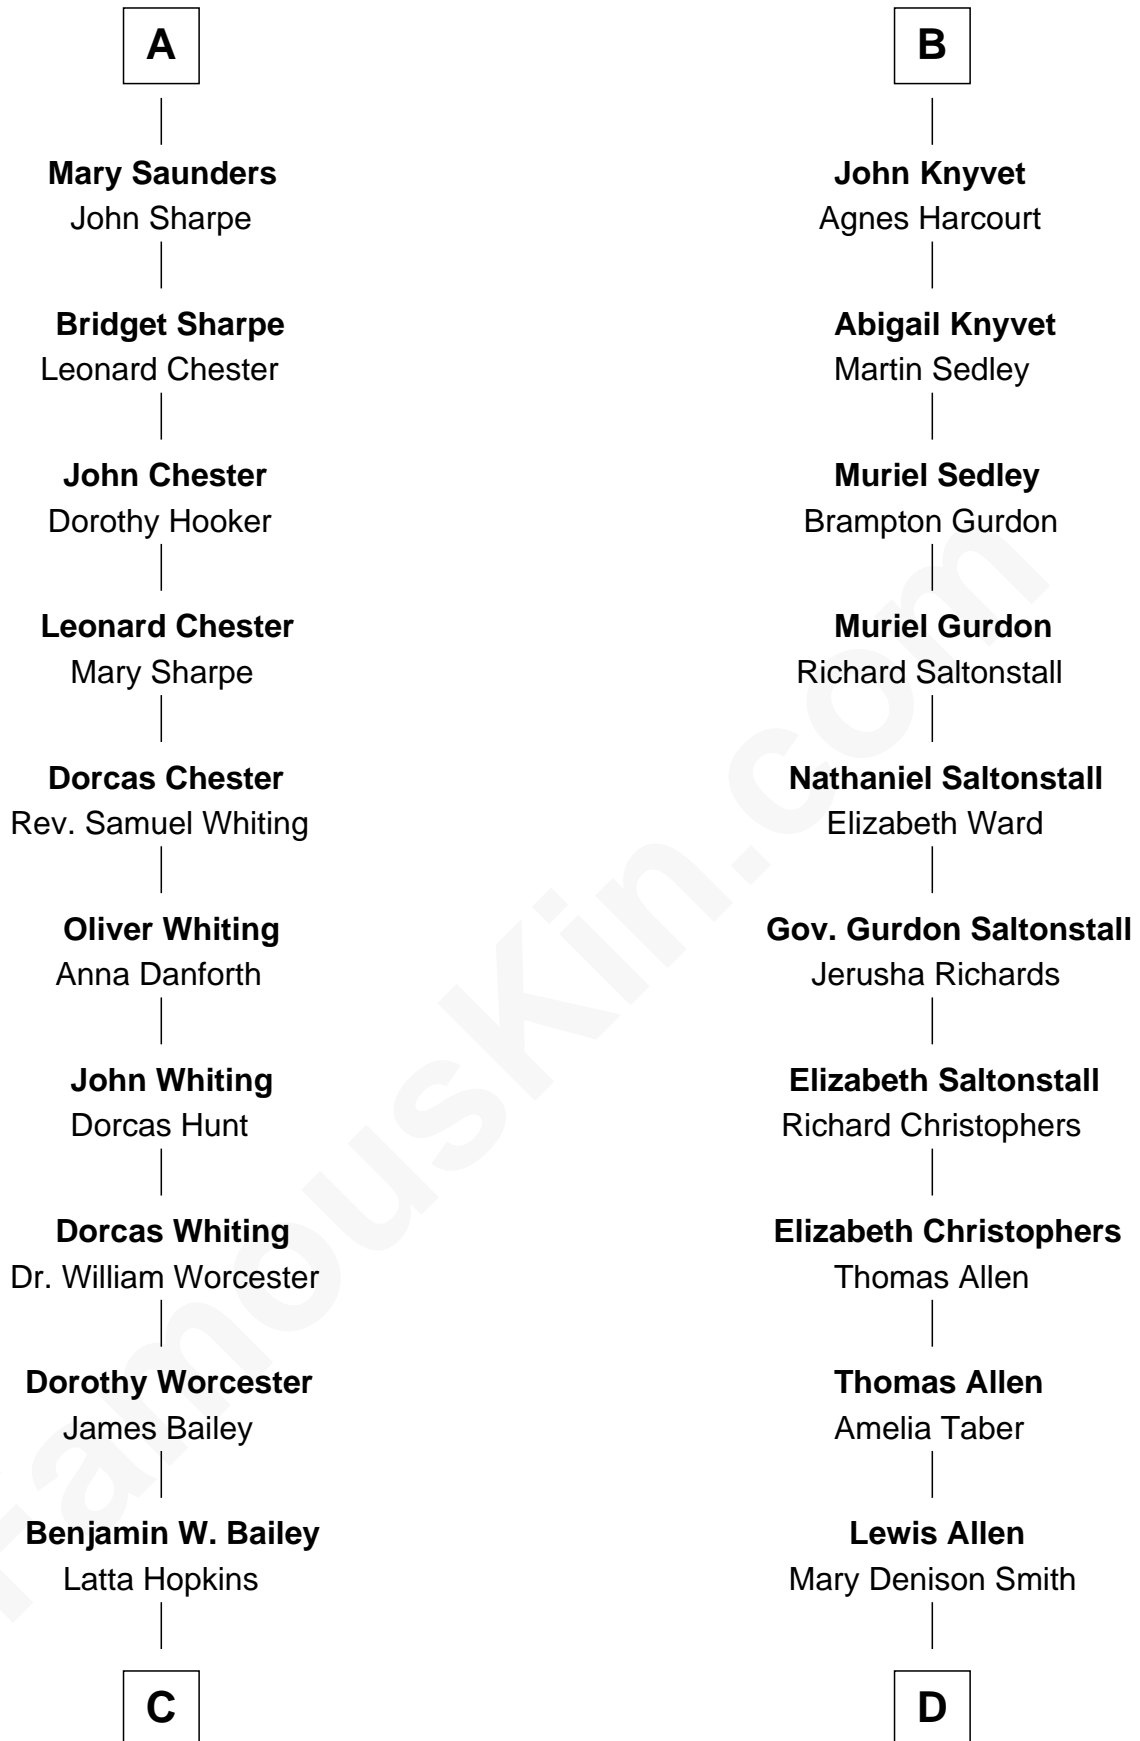 A
Mary Saunders
John Sharpe
Bridget Sharpe
Leonard Chester
John Chester
Dorothy Hooker
Leonard Chester
Mary Sharpe
Dorcas Chester
Rev. Samuel Whiting
Oliver Whiting
Anna Danforth
John Whiting
Dorcas Hunt
Dorcas Whiting
Dr. William Worcester
Dorothy Worcester
James Bailey
Benjamin W. Bailey
Latta Hopkins
C
B
John Knyvet
Agnes Harcourt
Abigail Knyvet
Martin Sedley
Muriel Sedley
Brampton Gurdon
Muriel Gurdon
Richard Saltonstall
Nathaniel Saltonstall
Elizabeth Ward
Gov. Gurdon Saltonstall
Jerusha Richards
Elizabeth Saltonstall
Richard Christophers
Elizabeth Christophers
Thomas Allen
Thomas Allen
Amelia Taber
Lewis Allen
Mary Denison Smith
D
FamousKin.com